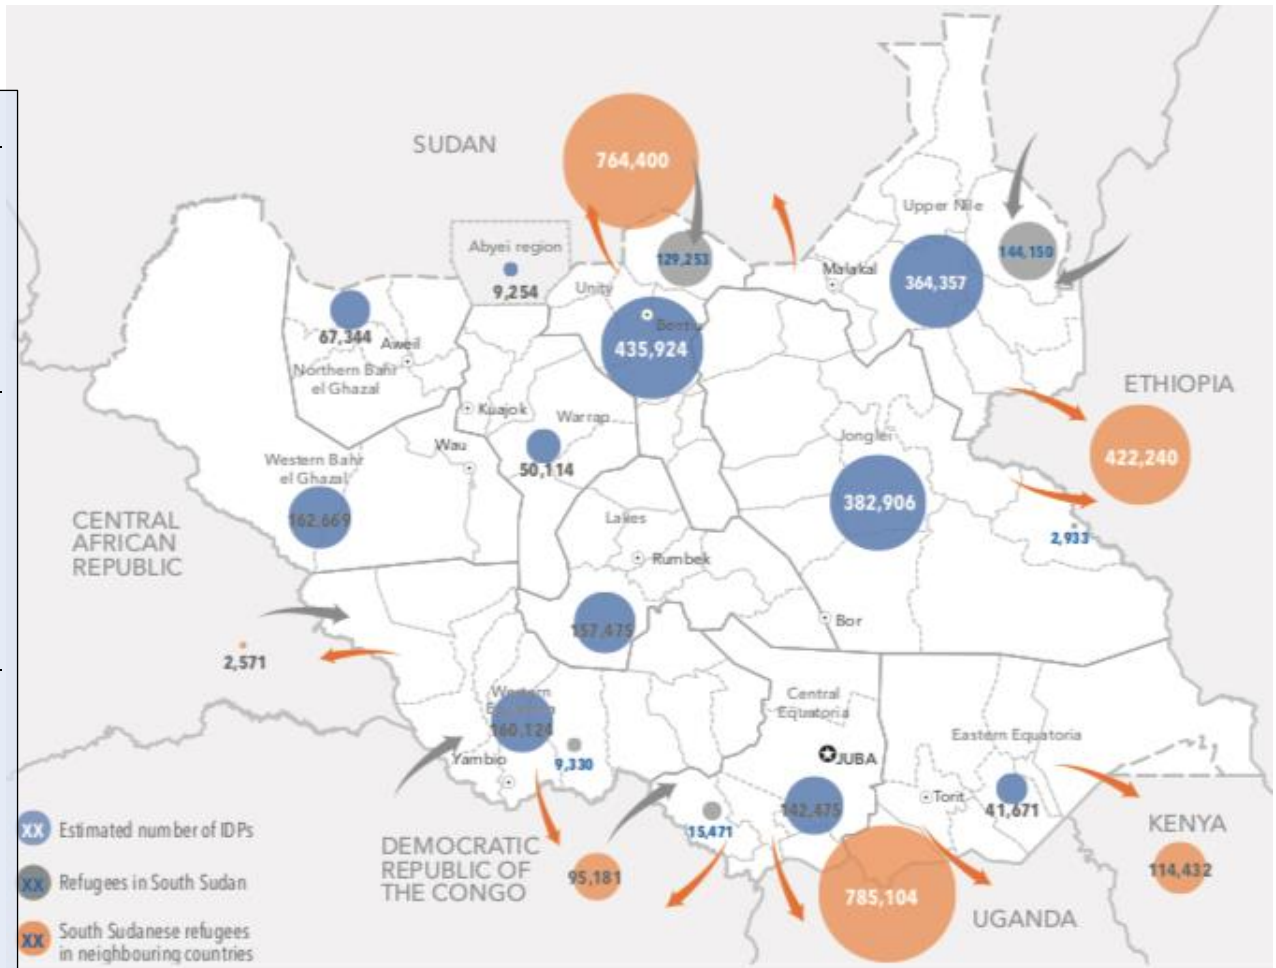 SUDAN
764,400
Upper Nile
144,150
Abyei region
129,253
Malakal
364,357
9,254
Unity
Bentiu
67,344
Aweil
435,924
Northern Bahr
el Ghazal
ETHIOPIA
Kuajok
Warrap
Jonglei
Wau
422,240
Western Bahr
el Ghazal
50,114
382,906
162,669
Lakes
CENTRAL
AFRICAN
REPUBLIC
2,933
Rumbek
Bor
157,475
2,571
Western
160,124
Central
Equatoria
Eastern Equatoria
Yambio
9,330
JUBA
Torit
41,671
142,475
15,471
KENYA
XX Estimated number of IDPs
DEMOCRATIC
REPUBLIC OF
THE CONGO
95,181
114,432
XX Refugees in South Sudan
785,104
UGANDA
XX South Sudanese refugees
in neighbouring countries